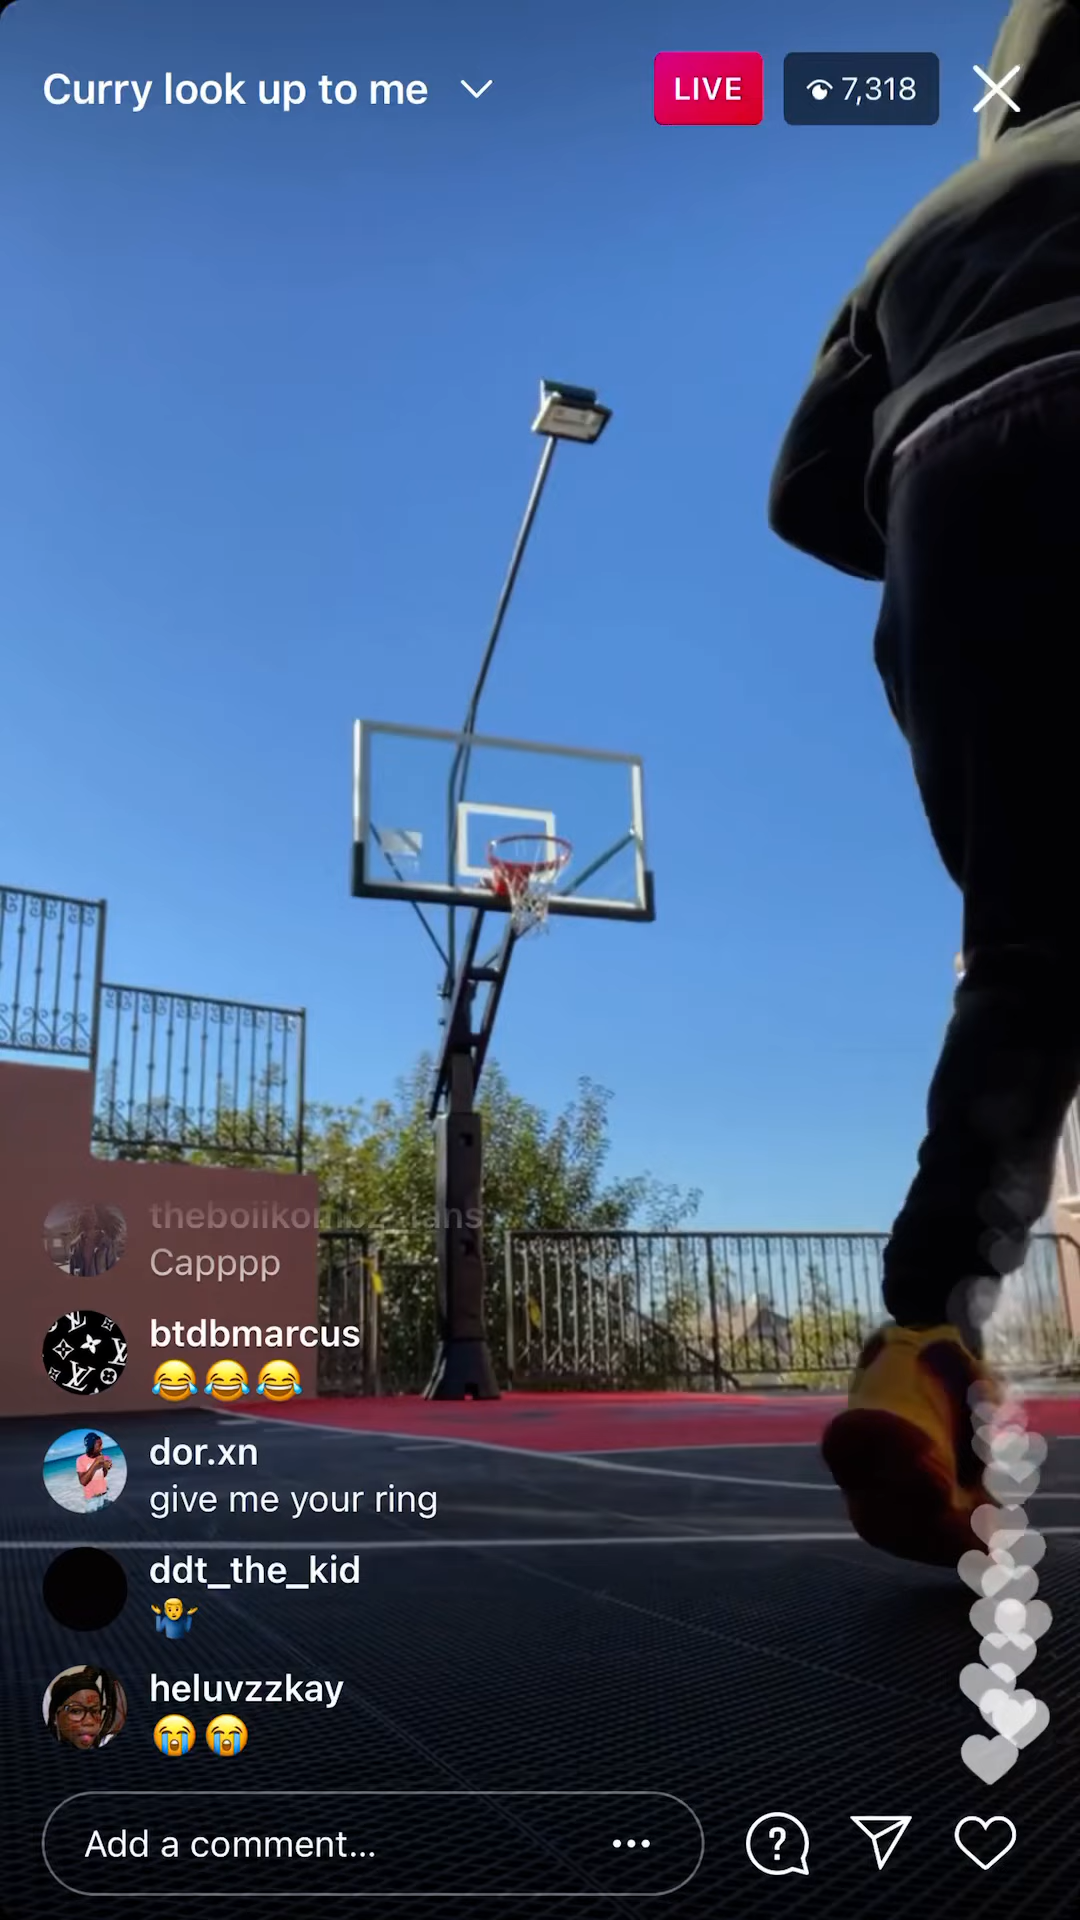 Curry look up to me
LIVE
7,318
Capppp
btdbmarcus
😂😂😂
dor.xn
give me your ring
ddt_the_kid
🤷‍♂️
heluvzzkay
😭😭
Add a comment...